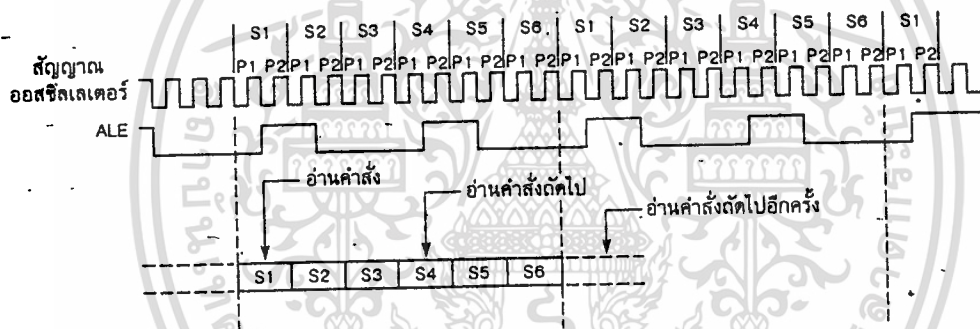 S1 S2 S3 S4 S5 S6 . S1 S2 S3 S4 S5 S6 S1
P1 P2 P1 P2 P1 P2 P1 P2 P1 P2 P1 P2 P1 P2 P1 P2 P1 P2 P1 P2 P1 P2 P1 P2 P1 P2
สัญญาณ
ออสซิลเลเตอร์
ALE
อ่านคำสั่ง
อ่านคำสั่งถัดไป
อ่านคำสั่งถัดไปอีกครั้ง
S1 S2 S3 S4 S5 S6